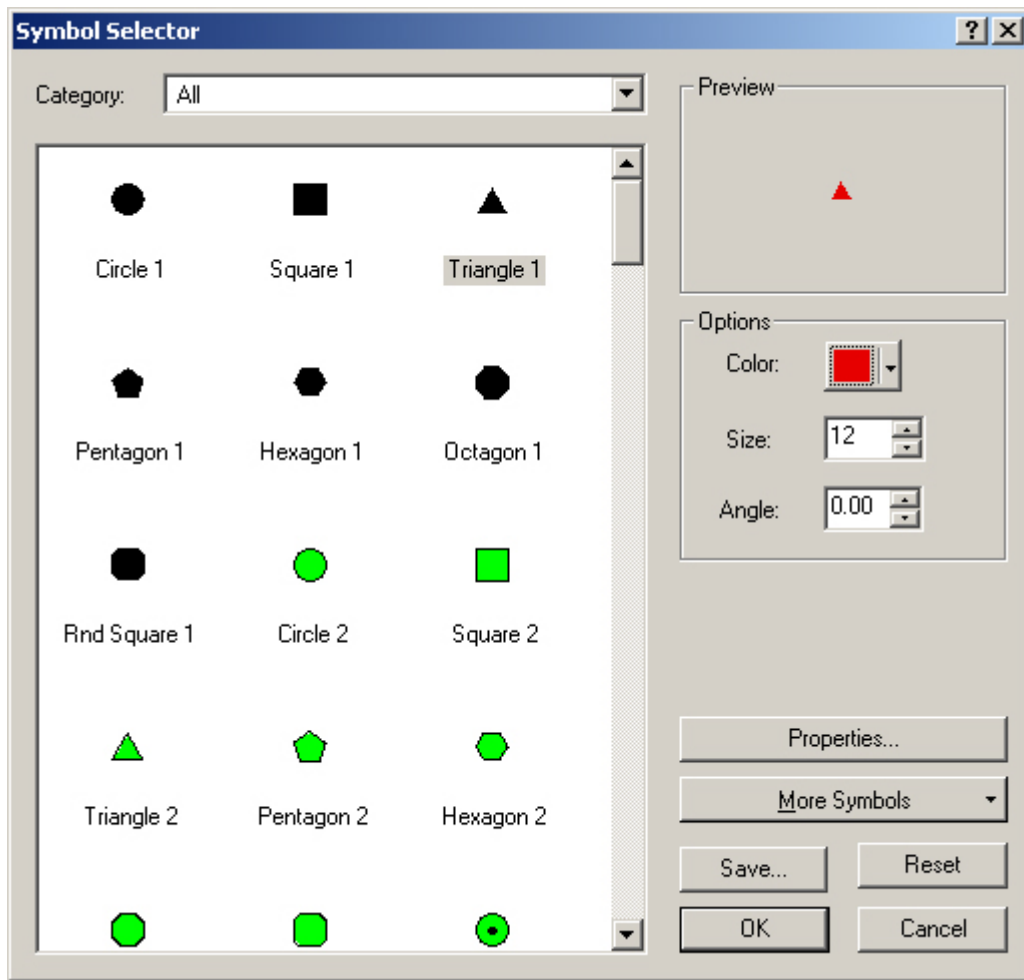 Symbol Selector
Category: All
Circle 1 Square 1 Triangle 1
Pentagon 1 Hexagon 1 Octagon 1
Rnd Square 1 Circle 2 Square 2
Triangle 2 Pentagon 2 Hexagon 2
Preview
Options
Color:
Size: 12
Angle: 0.00
Properties...
More Symbols
Save... Reset
OK Cancel